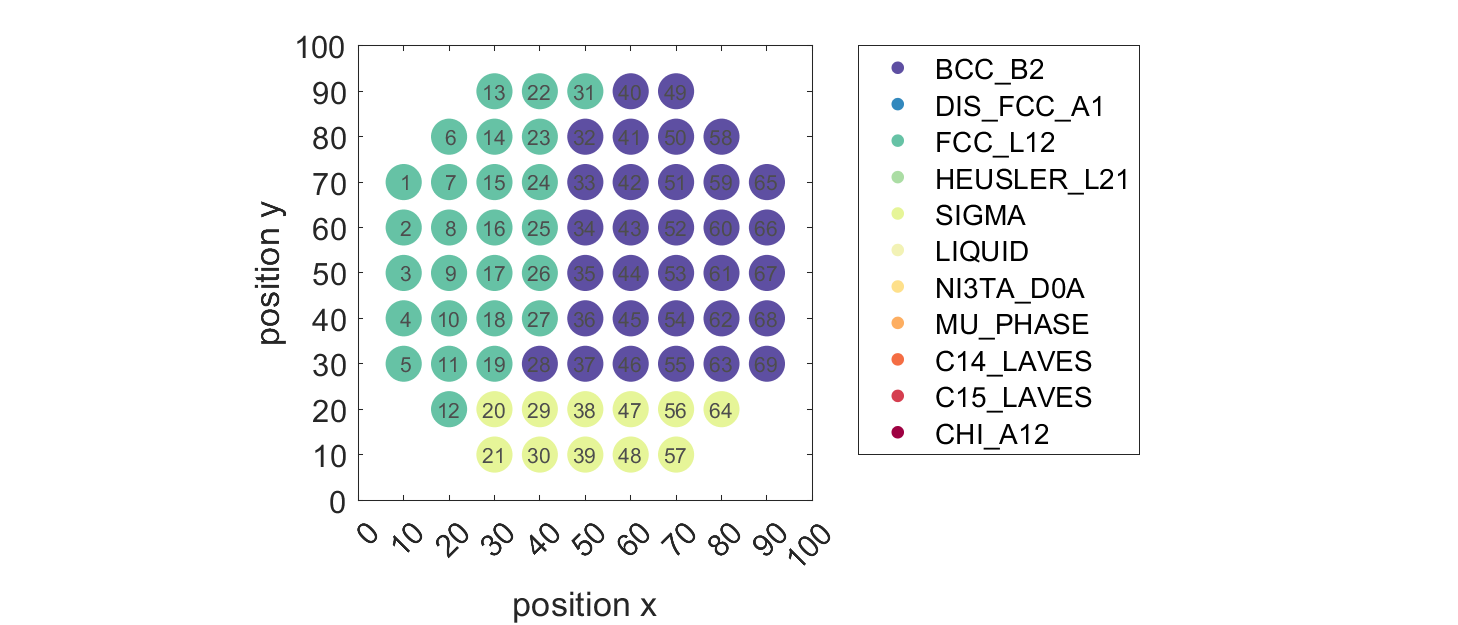 100
90
80
70
60
50
40
30
20
10
0
position y
13 22 31 40 49
6 14 23 32 41 50 58
1 7 15 24 33 42 51 59 65
2 8 16 25 34 43 52 60 66
3 9 17 26 35 44 53 61 67
4 10 18 27 36 45 54 62 68
5 11 19 28 37 46 55 63 69
12 20 29 38 47 56 64
21 30 39 48 57
0 10 20 30 40 50 60 70 80 90 100
position x
BCC_B2
DIS_FCC_A1
FCC_L12
HEUSLER_L21
SIGMA
LIQUID
NI3TA_D0A
MU_PHASE
C14_LAVES
C15_LAVES
CHI_A12